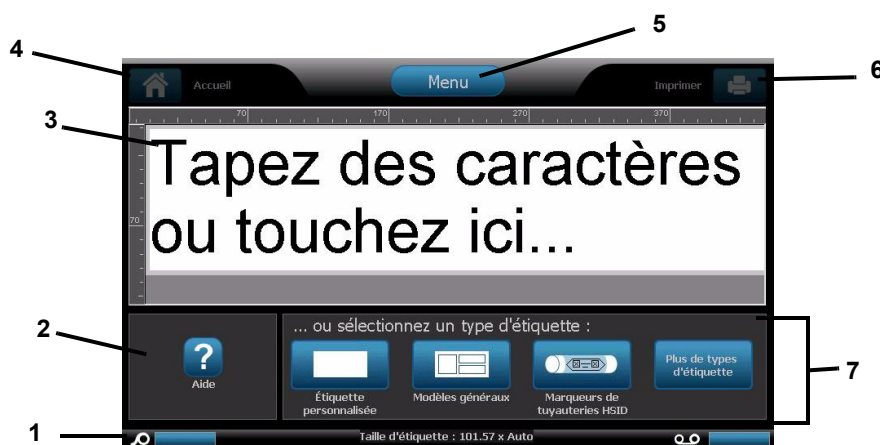 5
4
6
Accueil
Menu
Imprimer
3
70
170
270
370
Tapez des caractères
70
ou touchez ici...
2
... ou sélectionnez un type d'étiquette :
?
Aide
Étiquette
personnalisée
Modèles généraux
Marqueurs de
tuyauteries HSID
Plus de types
d'étiquette
7
1
Taille d'étiquette : 101.57 x Auto